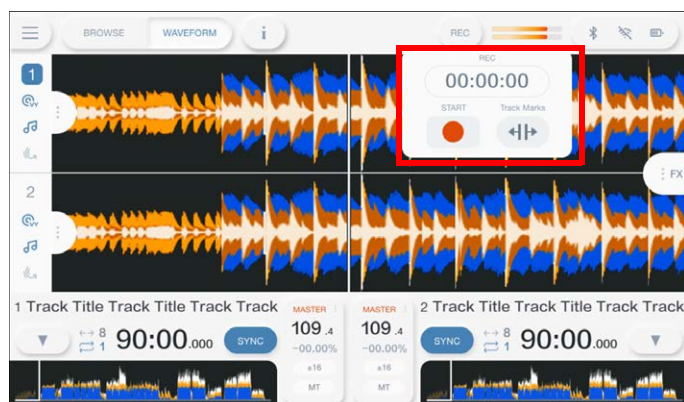 BROWSE WAVEFORM i REC
REC
00:00:00
START Track Marks
1
FX
2
1 Track Title Track Title Track Track MASTER MASTER 2 Track Title Track Title Track Track
109 .4 109 .4
8 90:00.000 SYNC -00.00% -00.00% SYNC 8 90:00.000
1 1
±16 ±16
MT MT